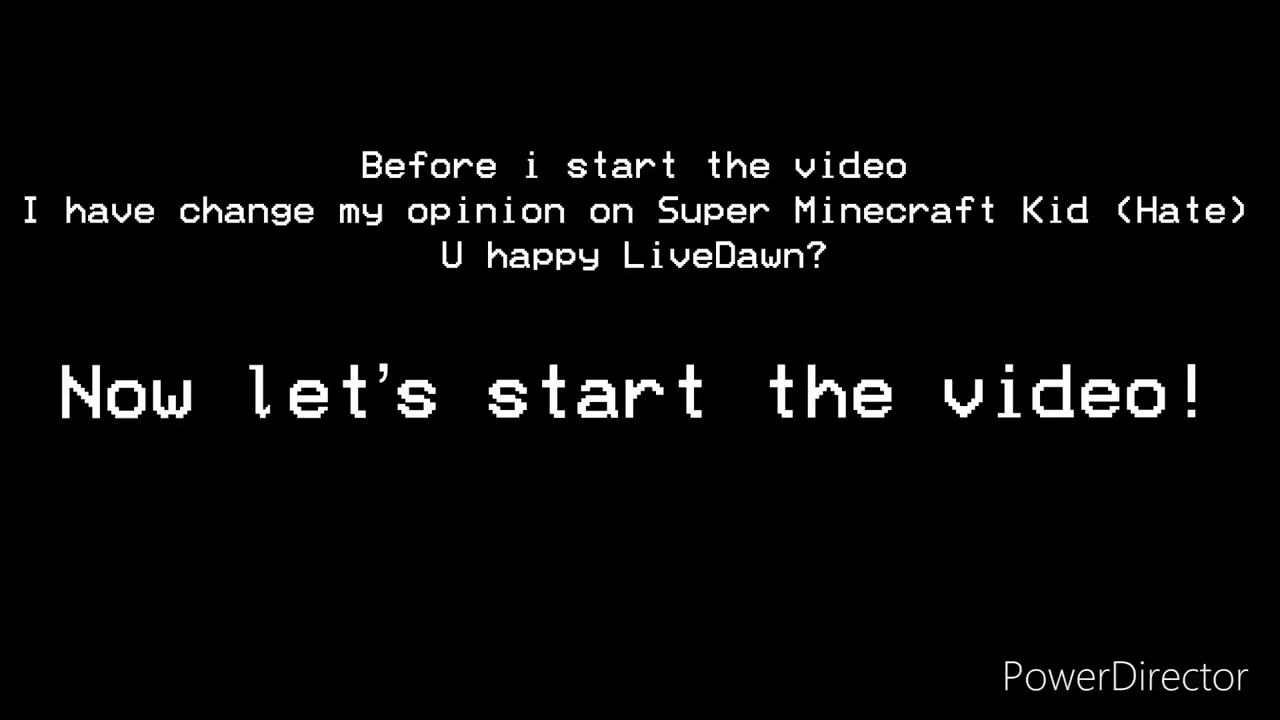 Before i start the video
I have change my opinion on Super Minecraft Kid (Hate)
U happy LiveDawn?
Now let's start the video!
PowerDirector